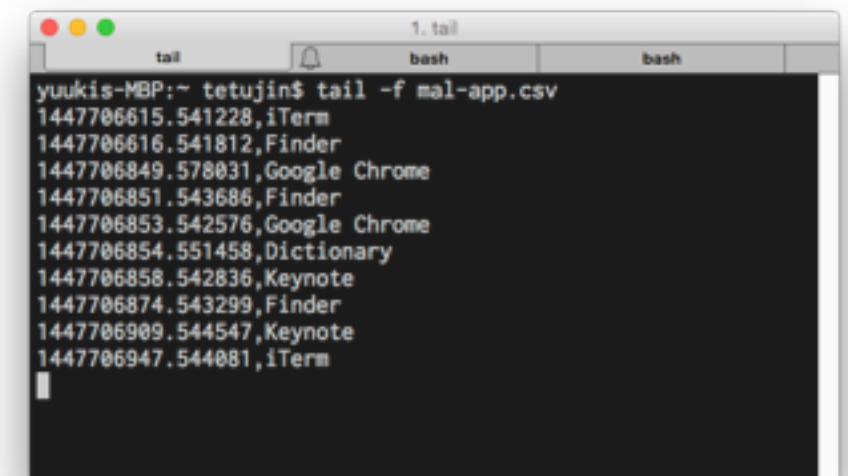 1. tail
tail bash bash
yuukis-MBP:~ tetujin$ tail -f mal-app.csv
1447706615.541228,iTerm
1447706616.541812,Finder
1447706849.578031,Google Chrome
1447706851.543686,Finder
1447706853.542576,Google Chrome
1447706854.551458,Dictionary
1447706858.542836,Keynote
1447706874.543299,Finder
1447706909.544547,Keynote
1447706947.544081,iTerm